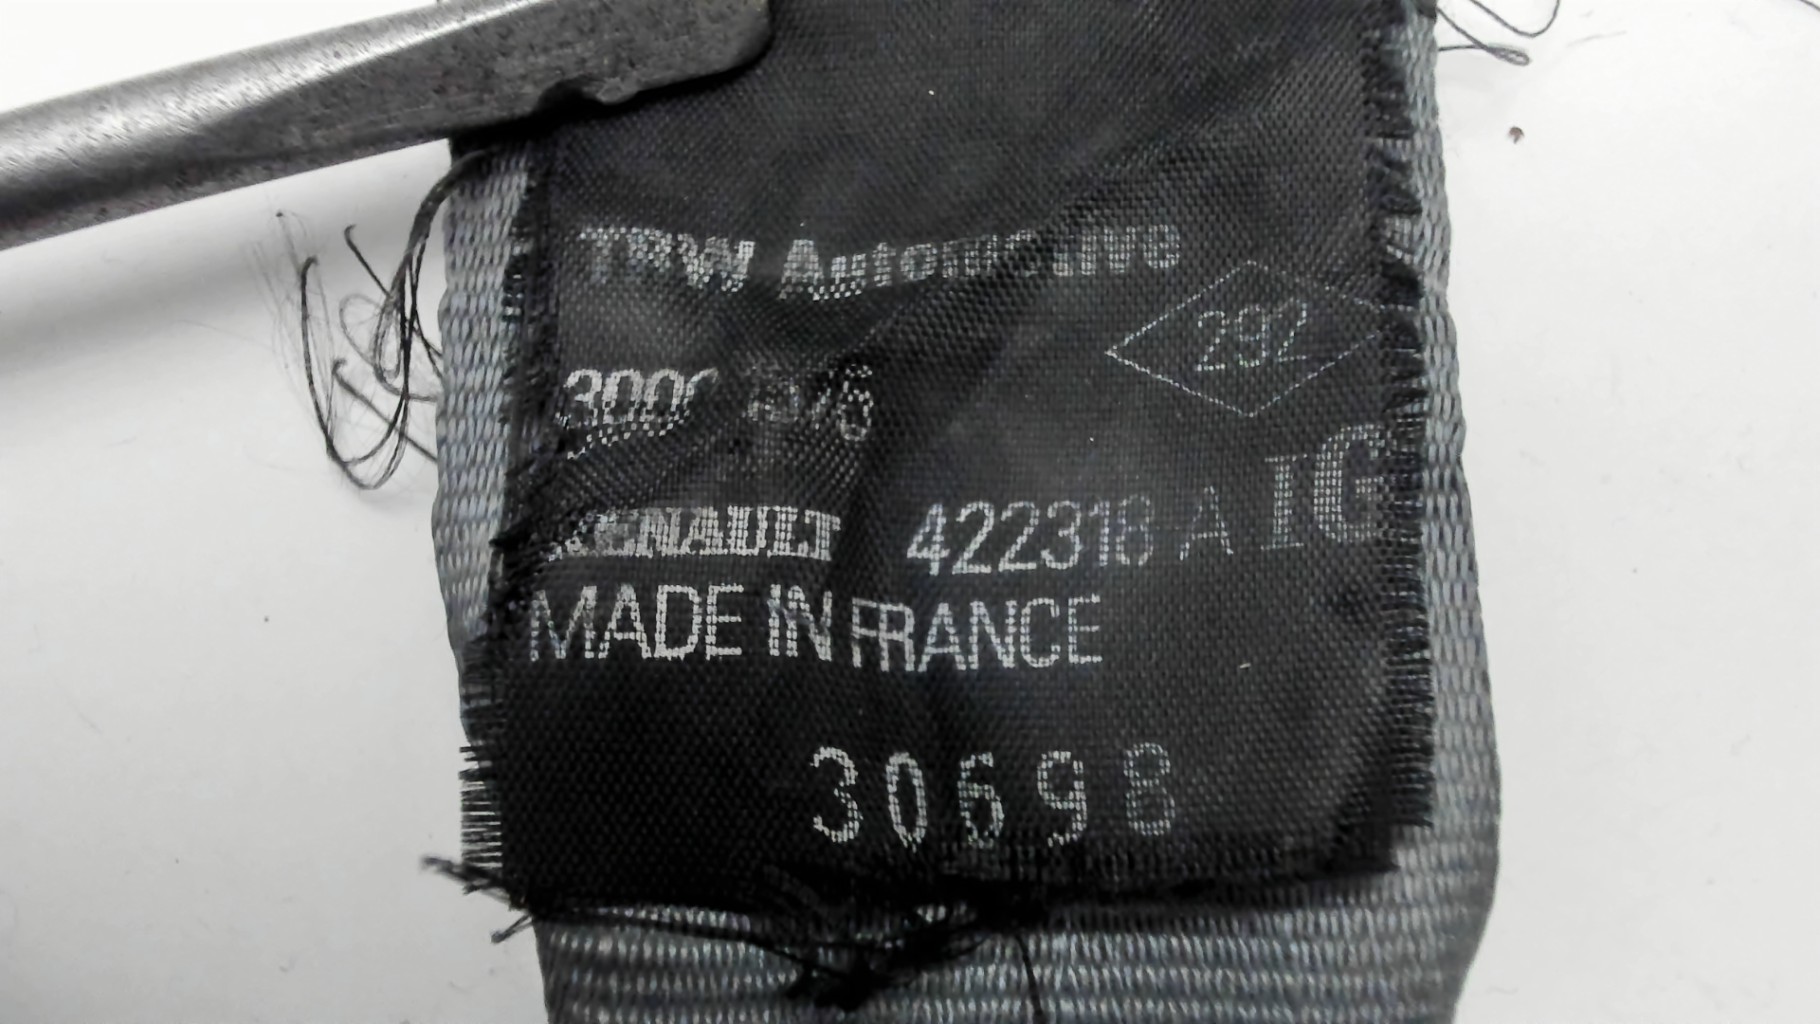 TRW Automotive
292
RENAULT 422318 A IG
MADE IN FRANCE
30698